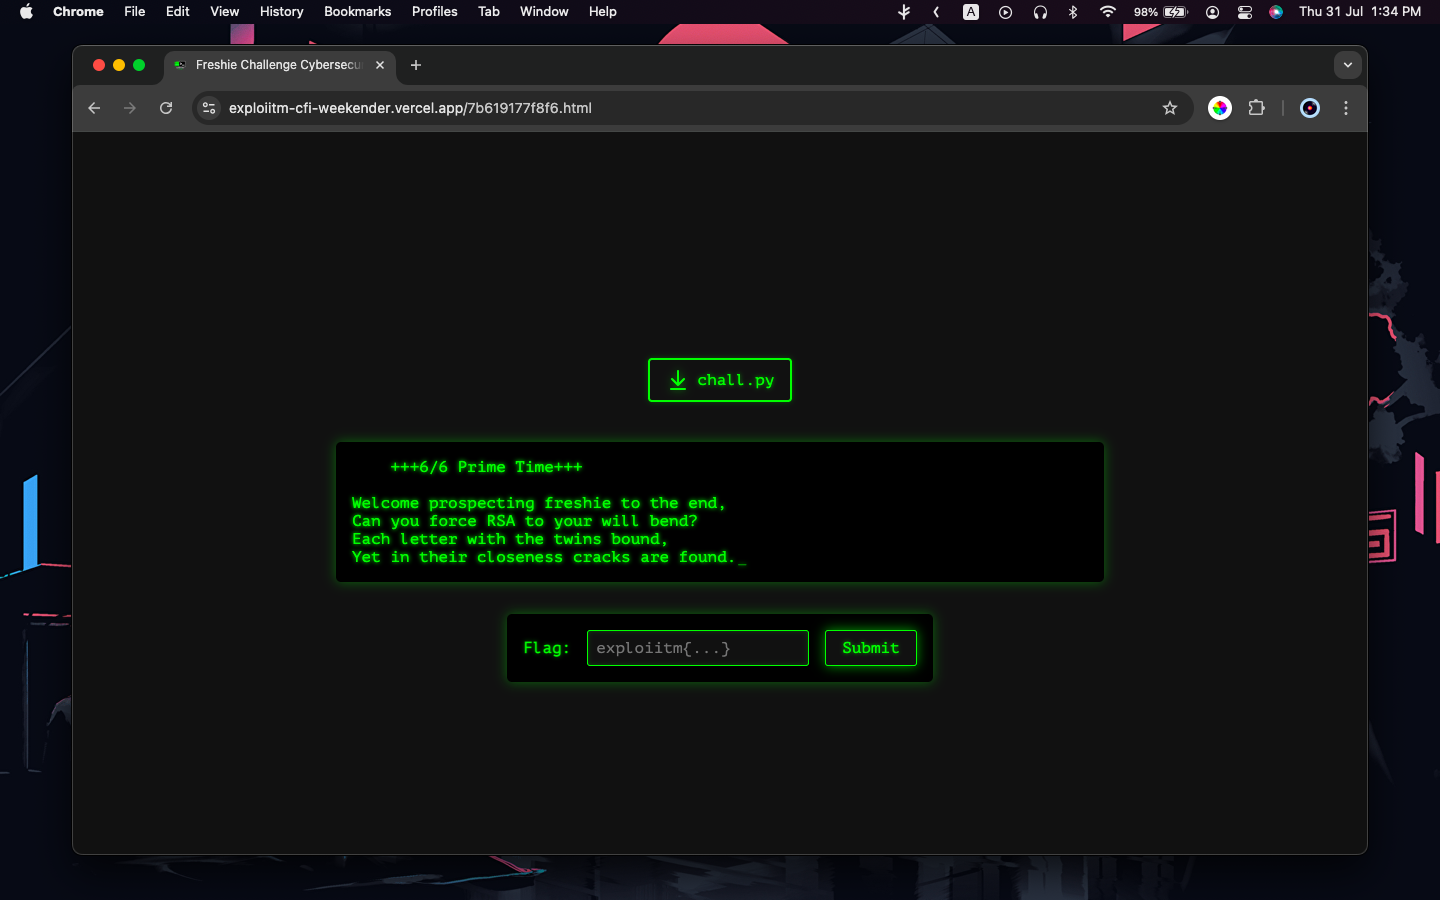 Chrome File Edit View History Bookmarks Profiles Tab Window Help A 98% Thu 31 Jul 1:34 PM
Freshie Challenge Cybersecu
exploiitm-cfi-weekender.vercel.app/7b619177f8f6.html
chall.py
+++6/6 Prime Time+++
Welcome prospecting freshie to the end,
Can you force RSA to your will bend?
Each letter with the twins bound,
Yet in their closeness cracks are found._
Flag: exploiitm{...} Submit